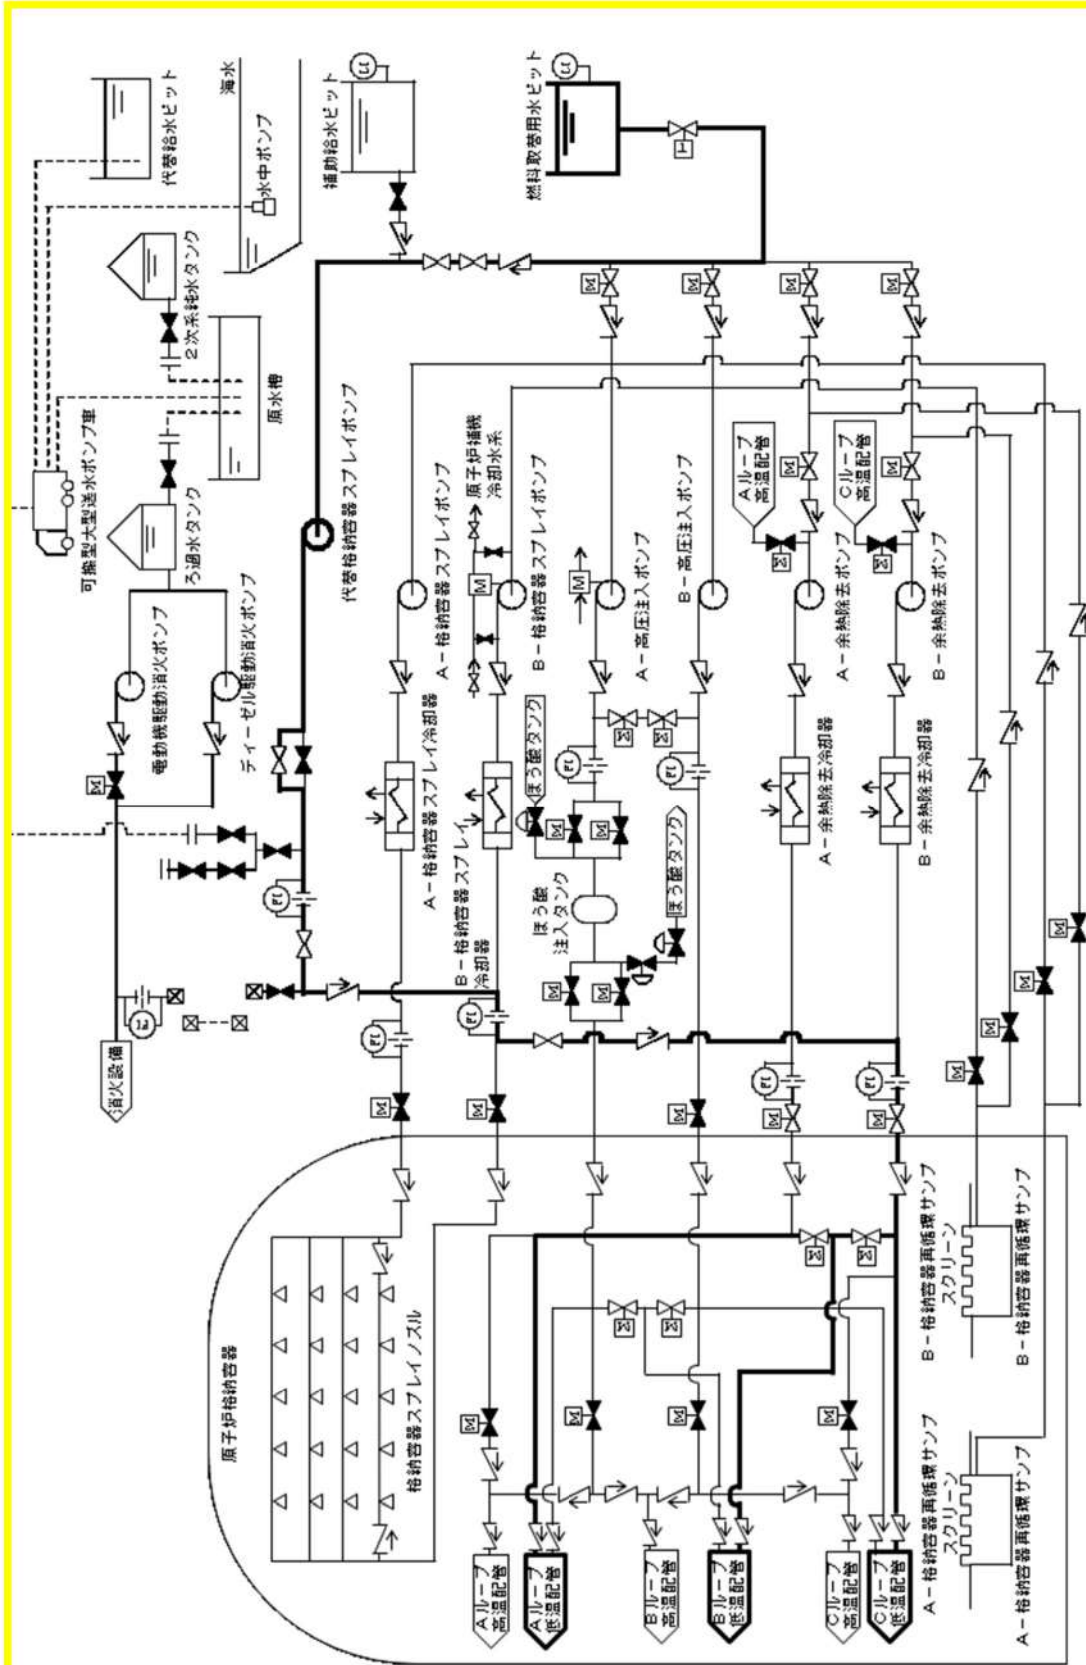 代替給水ピット
海水
水中ポンプ
補助給水ピット
燃料取替用水ピット
2次系純水タンク
原水槽
可搬型大型送水ポンプ車
ろ過水タンク
電動機駆動消火ポンプ
ディーゼル駆動消火ポンプ
消火設備
代替格納容器スプレイポンプ
A-格納容器スプレイポンプ
原子炉補機
冷却水系
B-格納容器スプレイポンプ
A-高圧注入ポンプ
B-高圧注入ポンプ
Aループ
高温配管
Cループ
高温配管
A-余熱除去ポンプ
B-余熱除去ポンプ
A-格納容器スプレイ冷却器
B-格納容器スプレイ
冷却器
ほう酸タンク
ほう酸
注入タンク
ほう酸タンク
A-余熱除去冷却器
B-余熱除去冷却器
原子炉格納容器
格納容器スプレイノズル
Aループ
高温配管
Aループ
低温配管
Bループ
高温配管
Bループ
低温配管
Cループ
高温配管
Cループ
低温配管
B-格納容器再循環サンプ
スクリーン
B-格納容器再循環サンプ
A-格納容器再循環サンプ
スクリーン
A-格納容器再循環サンプ